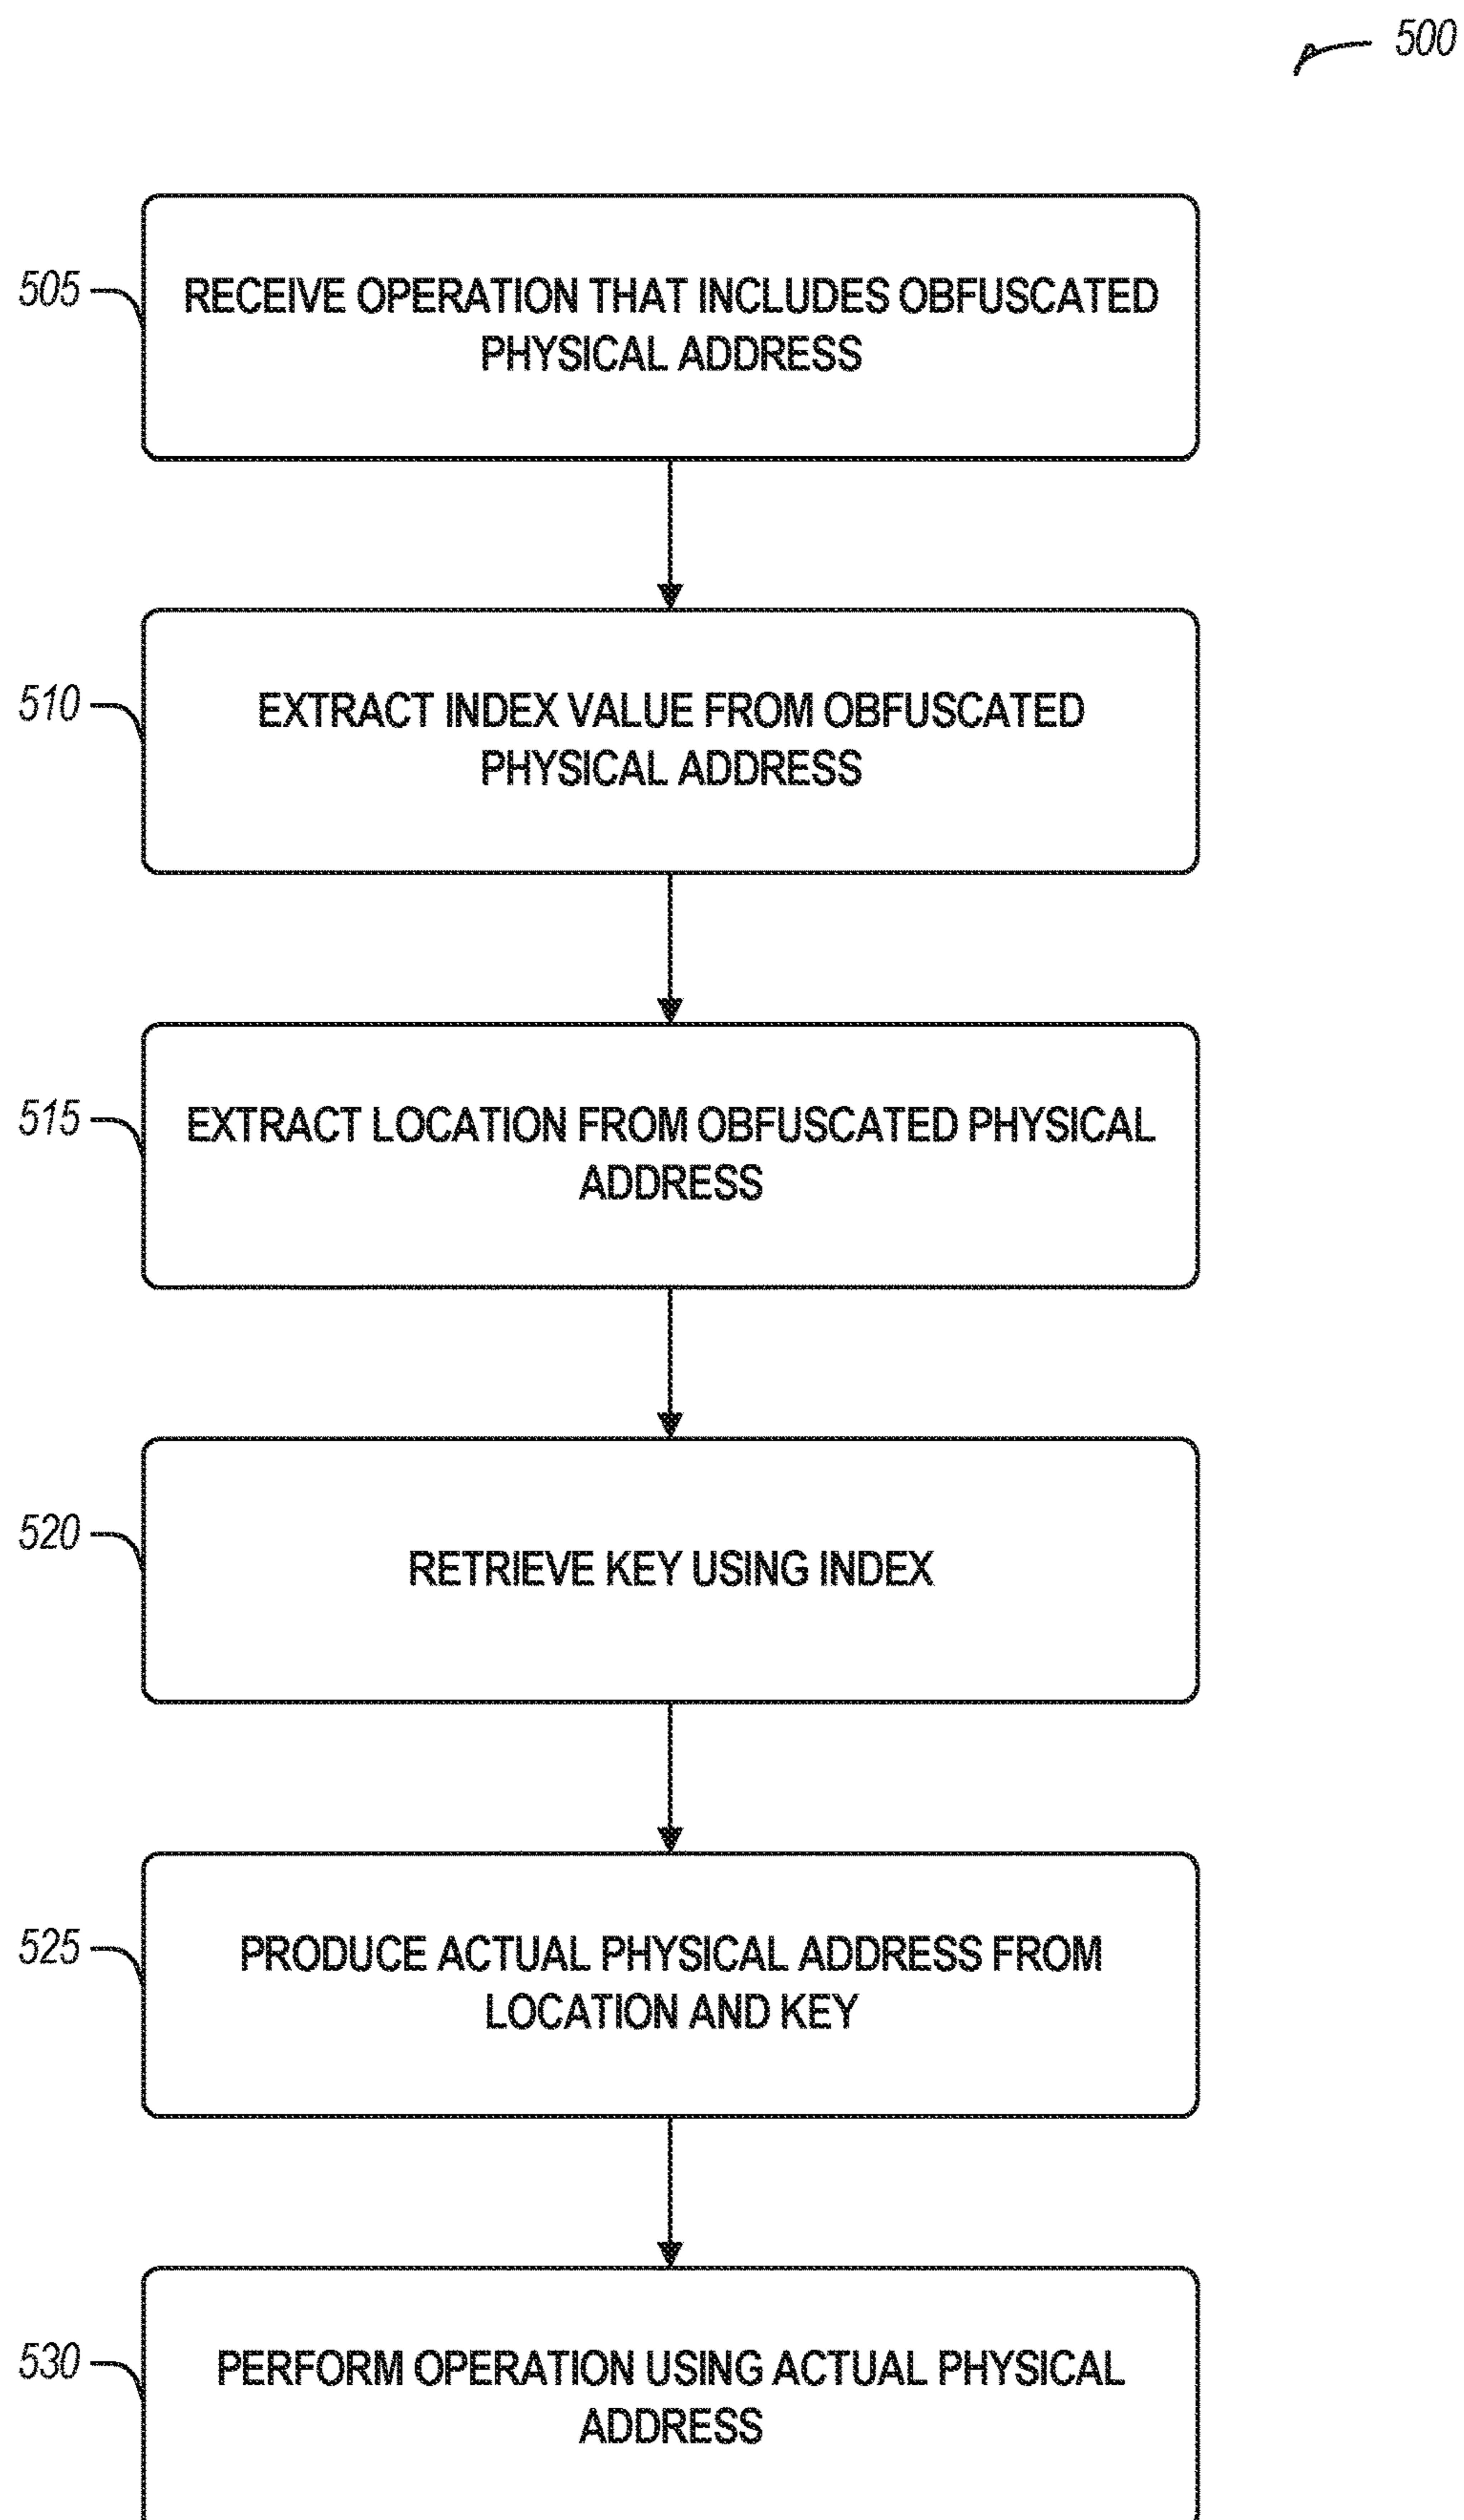 500
505
RECEIVE OPERATION THAT INCLUDES OBFUSCATED
PHYSICAL ADDRESS
510
EXTRACT INDEX VALUE FROM OBFUSCATED
PHYSICAL ADDRESS
515
EXTRACT LOCATION FROM OBFUSCATED PHYSICAL
ADDRESS
520
RETRIEVE KEY USING INDEX
525
PRODUCE ACTUAL PHYSICAL ADDRESS FROM
LOCATION AND KEY
530
PERFORM OPERATION USING ACTUAL PHYSICAL
ADDRESS